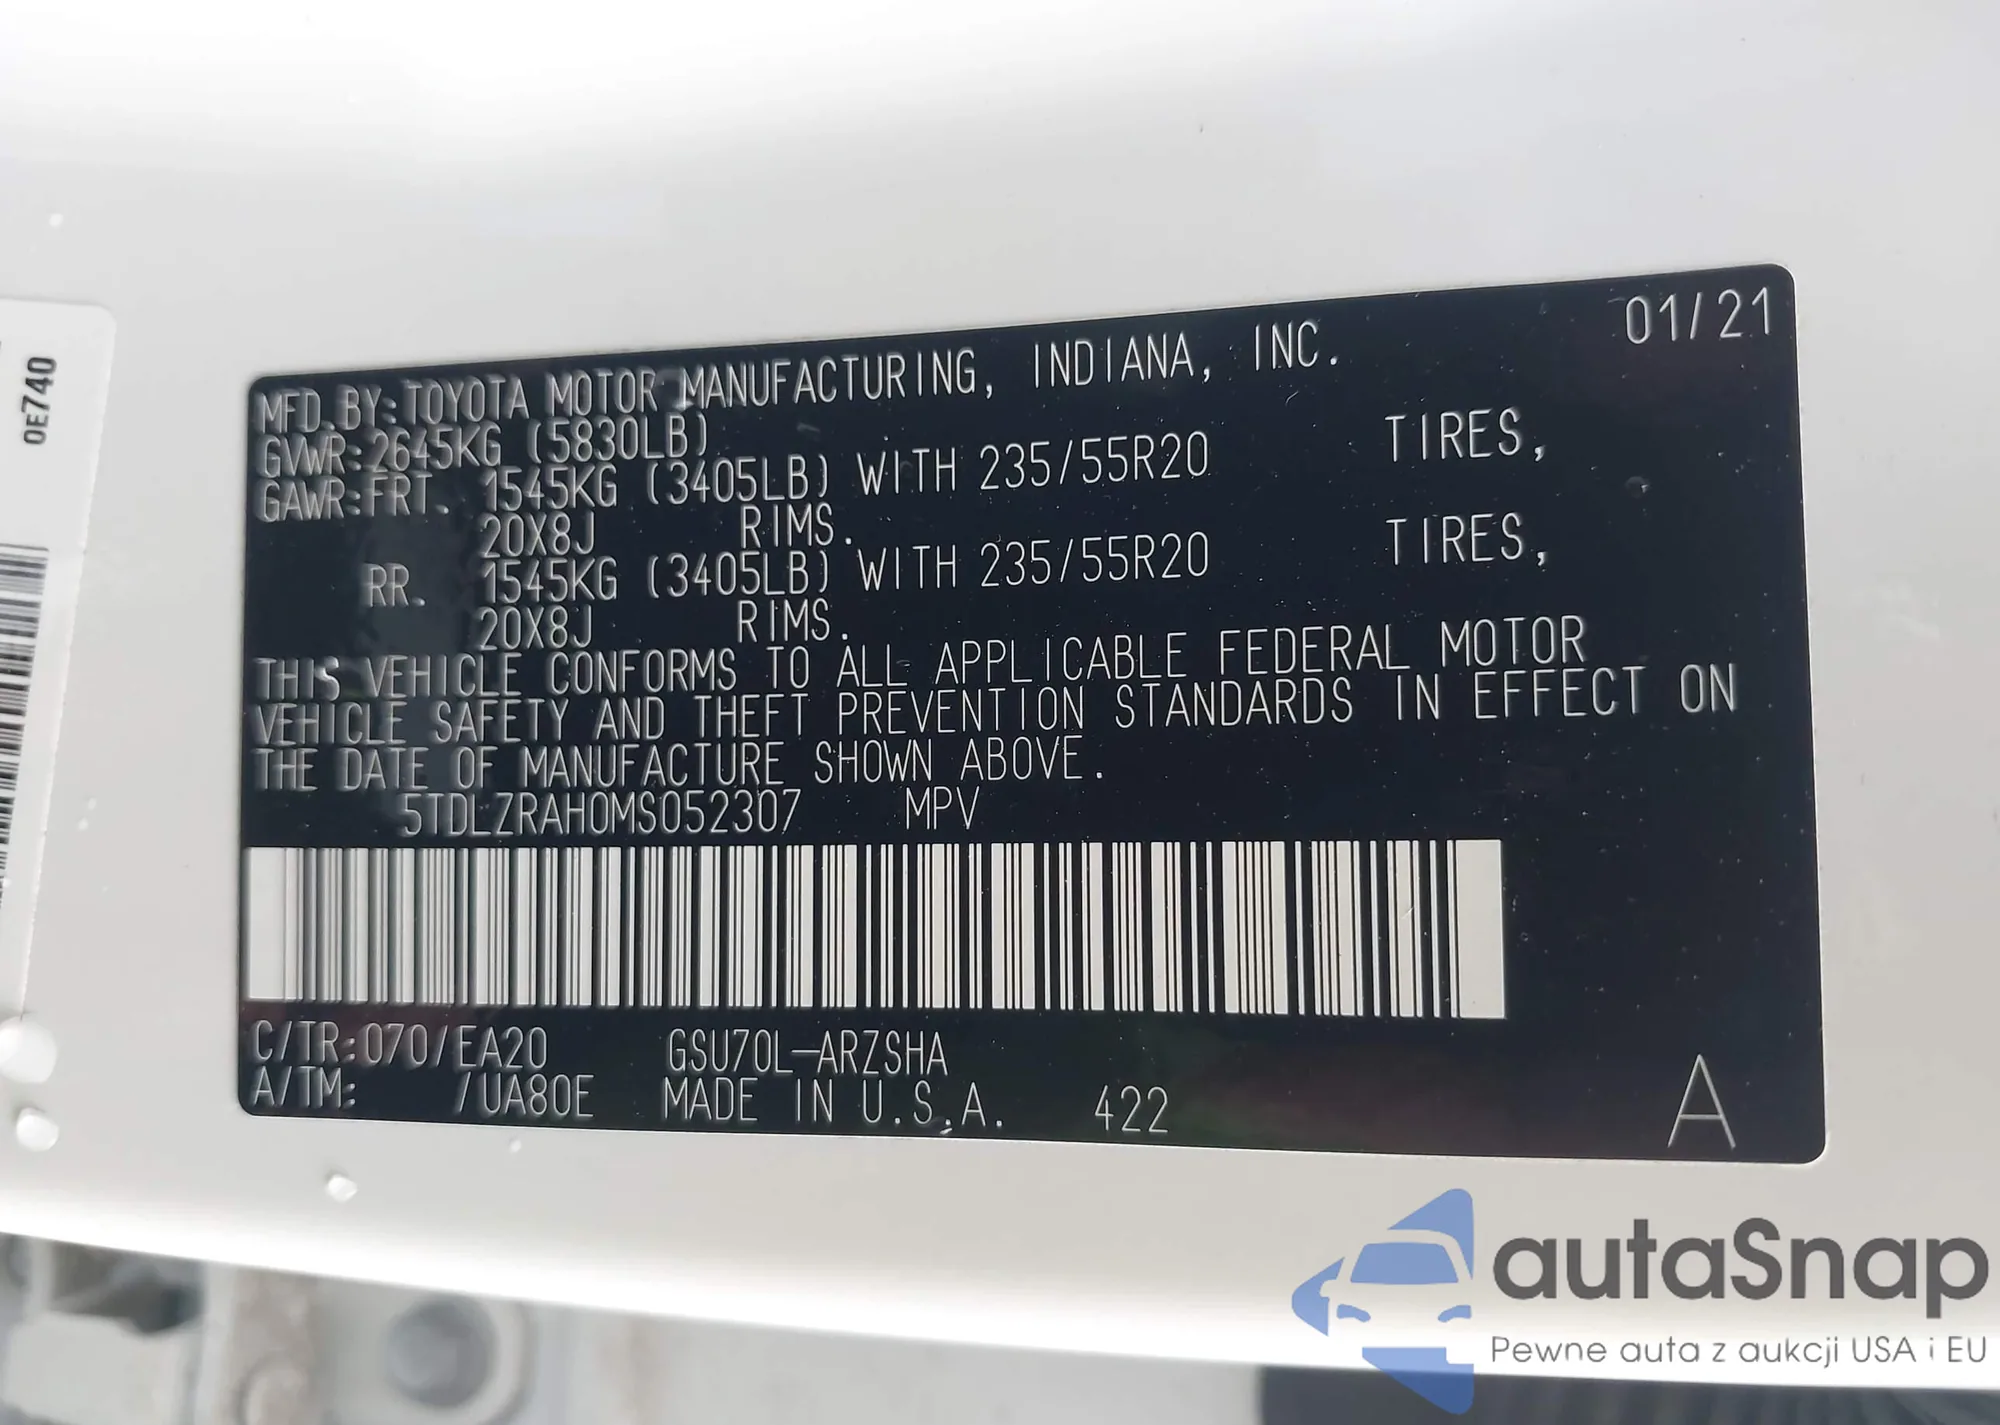 0E740
01/21
MFD.BY:TOYOTA MOTOR MANUFACTURING, INDIANA, INC.
GVWR:2645KG (5830LB)
GAWR:FRT. 1545KG (3405LB) WITH 235/55R20 TIRES,
20X8J RIMS.
RR. 1545KG (3405LB) WITH 235/55R20 TIRES,
20X8J RIMS.
THIS VEHICLE CONFORMS TO ALL APPLICABLE FEDERAL MOTOR
VEHICLE SAFETY AND THEFT PREVENTION STANDARDS IN EFFECT ON
THE DATE OF MANUFACTURE SHOWN ABOVE.
5TDLZRAH0MS052307 MPV
C/TR:070/EA20 GSU70L-ARZSHA
A/TM: /UA80E MADE IN U.S.A. 422 A
autaSnap
Pewne auta z aukcji USA i EU